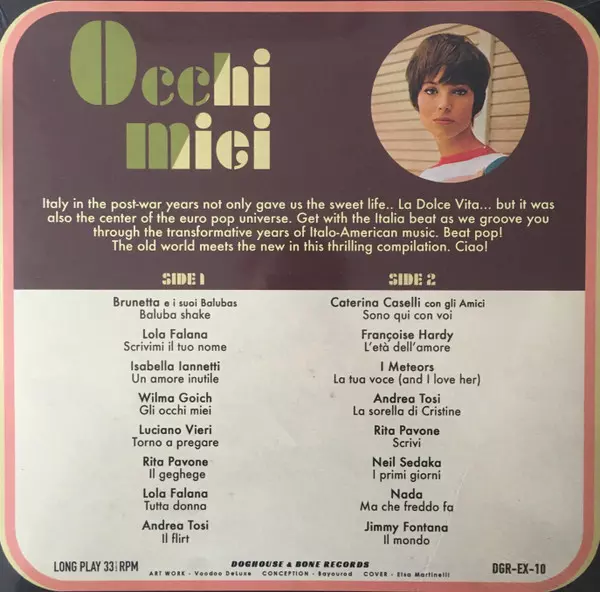 Occhi
miei
Italy in the post-war years not only gave us the sweet life.. La Dolce Vita... but it was
also the center of the euro pop universe. Get with the Italia beat as we groove you
through the transformative years of Italo-American music. Beat pop!
The old world meets the new in this thrilling compilation. Ciao!
SIDE 1
Brunetta e i suoi Balubas
Baluba shake
Lola Falana
Scrivimi il tuo nome
Isabella Iannetti
Un amore inutile
Wilma Goich
Gli occhi miei
Luciano Vieri
Torno a pregare
Rita Pavone
Il geghege
Lola Falana
Tutta donna
Andrea Tosi
Il flirt
SIDE 2
Caterina Caselli con gli Amici
Sono qui con voi
Françoise Hardy
L'età dell'amore
I Meteors
La tua voce (and I love her)
Andrea Tosi
La sorella di Cristine
Rita Pavone
Scrivi
Neil Sedaka
I primi giorni
Nada
Ma che freddo fa
Jimmy Fontana
Il mondo
LONG PLAY 33 RPM
DOGHOUSE & BONE RECORDS
ART WORK - Voodoo DeLuxe CONCEPTION - Bayourod COVER - Elsa Martinelli
DGR-EX-10